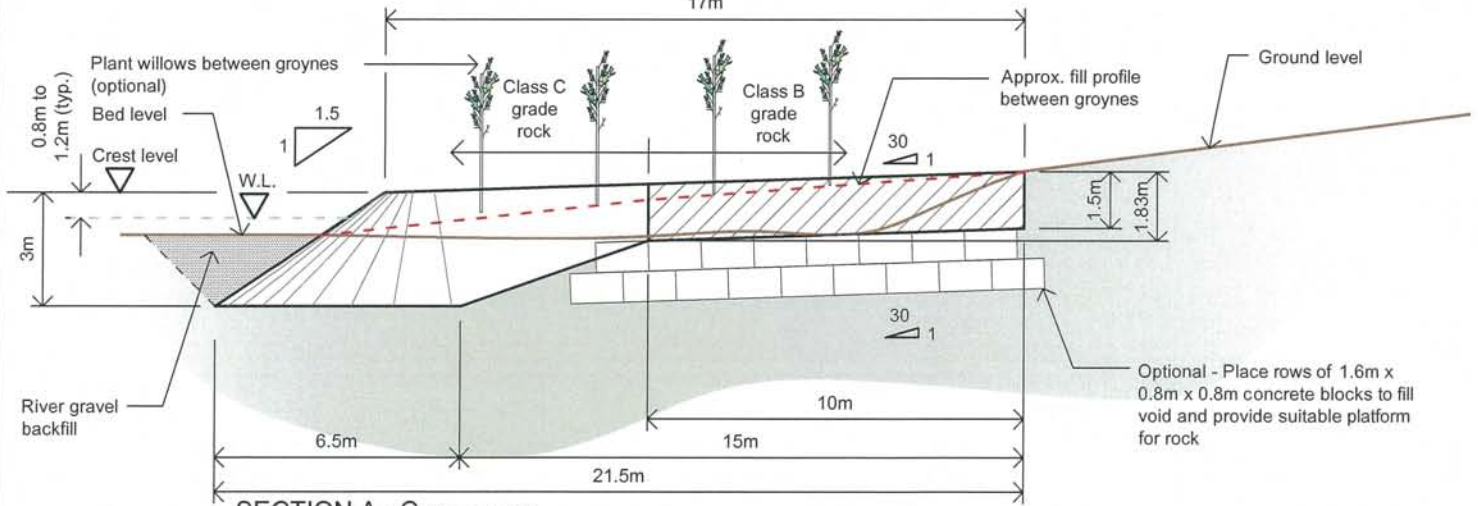 17m
Plant willows between groynes
(optional)
Bed level
Crest level
0.8m to
1.2m (typ.)
1.5
1
W.L.
Class C
grade
rock
Class B
grade
rock
Approx. fill profile
between groynes
Ground level
30
1
3m
1.5m
1.83m
30
1
River gravel
backfill
Optional - Place rows of 1.6m x
0.8m x 0.8m concrete blocks to fill
void and provide suitable platform
for rock
10m
6.5m
15m
21.5m
SECTION A